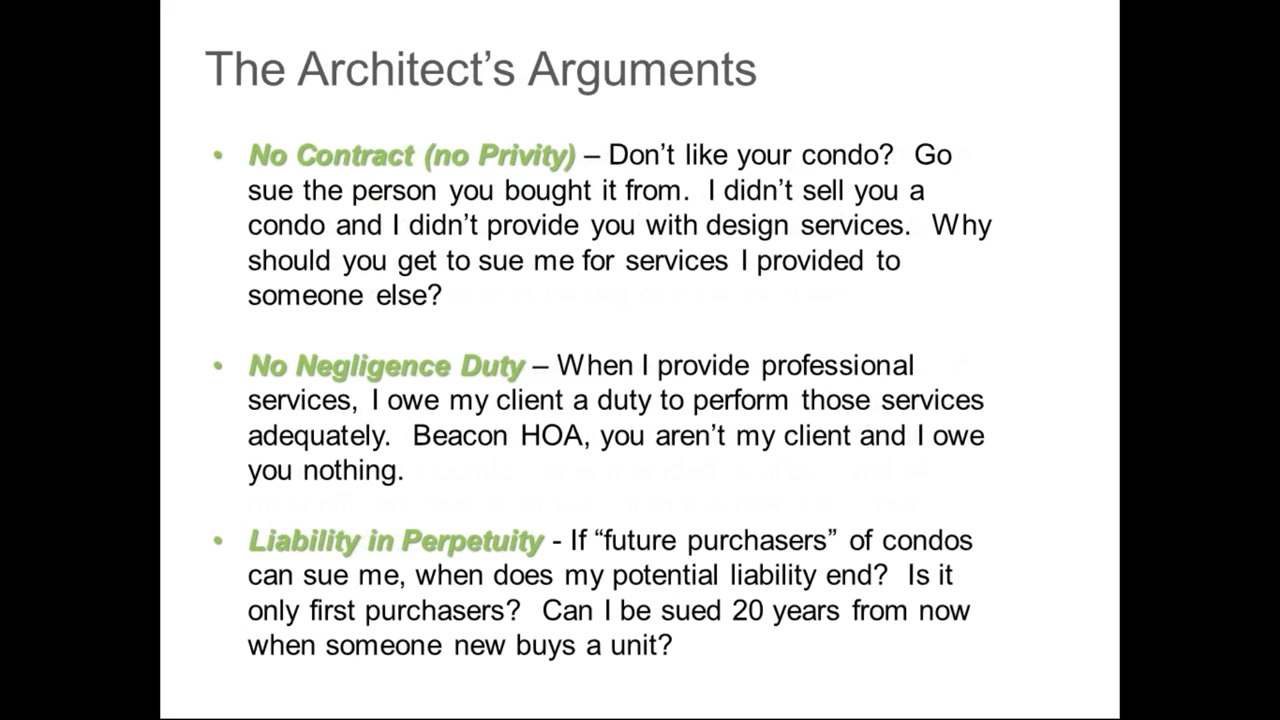 The Architect’s Arguments
• No Contract (no Privity) – Don’t like your condo? Go
sue the person you bought it from. I didn’t sell you a
condo and I didn’t provide you with design services. Why
should you get to sue me for services I provided to
someone else?
• No Negligence Duty – When I provide professional
services, I owe my client a duty to perform those services
adequately. Beacon HOA, you aren’t my client and I owe
you nothing.
• Liability in Perpetuity - If “future purchasers” of condos
can sue me, when does my potential liability end? Is it
only first purchasers? Can I be sued 20 years from now
when someone new buys a unit?